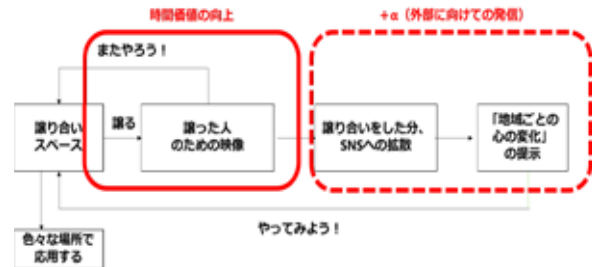 時間価値の向上
+α（外部に向けての発信）
またやろう！
譲り合い
スペース
譲る
譲った人
のための映像
譲り合いをした分、
SNSへの拡散
「地域ごとの
心の変化」
の提示
やってみよう！
色々な場所で
応用する